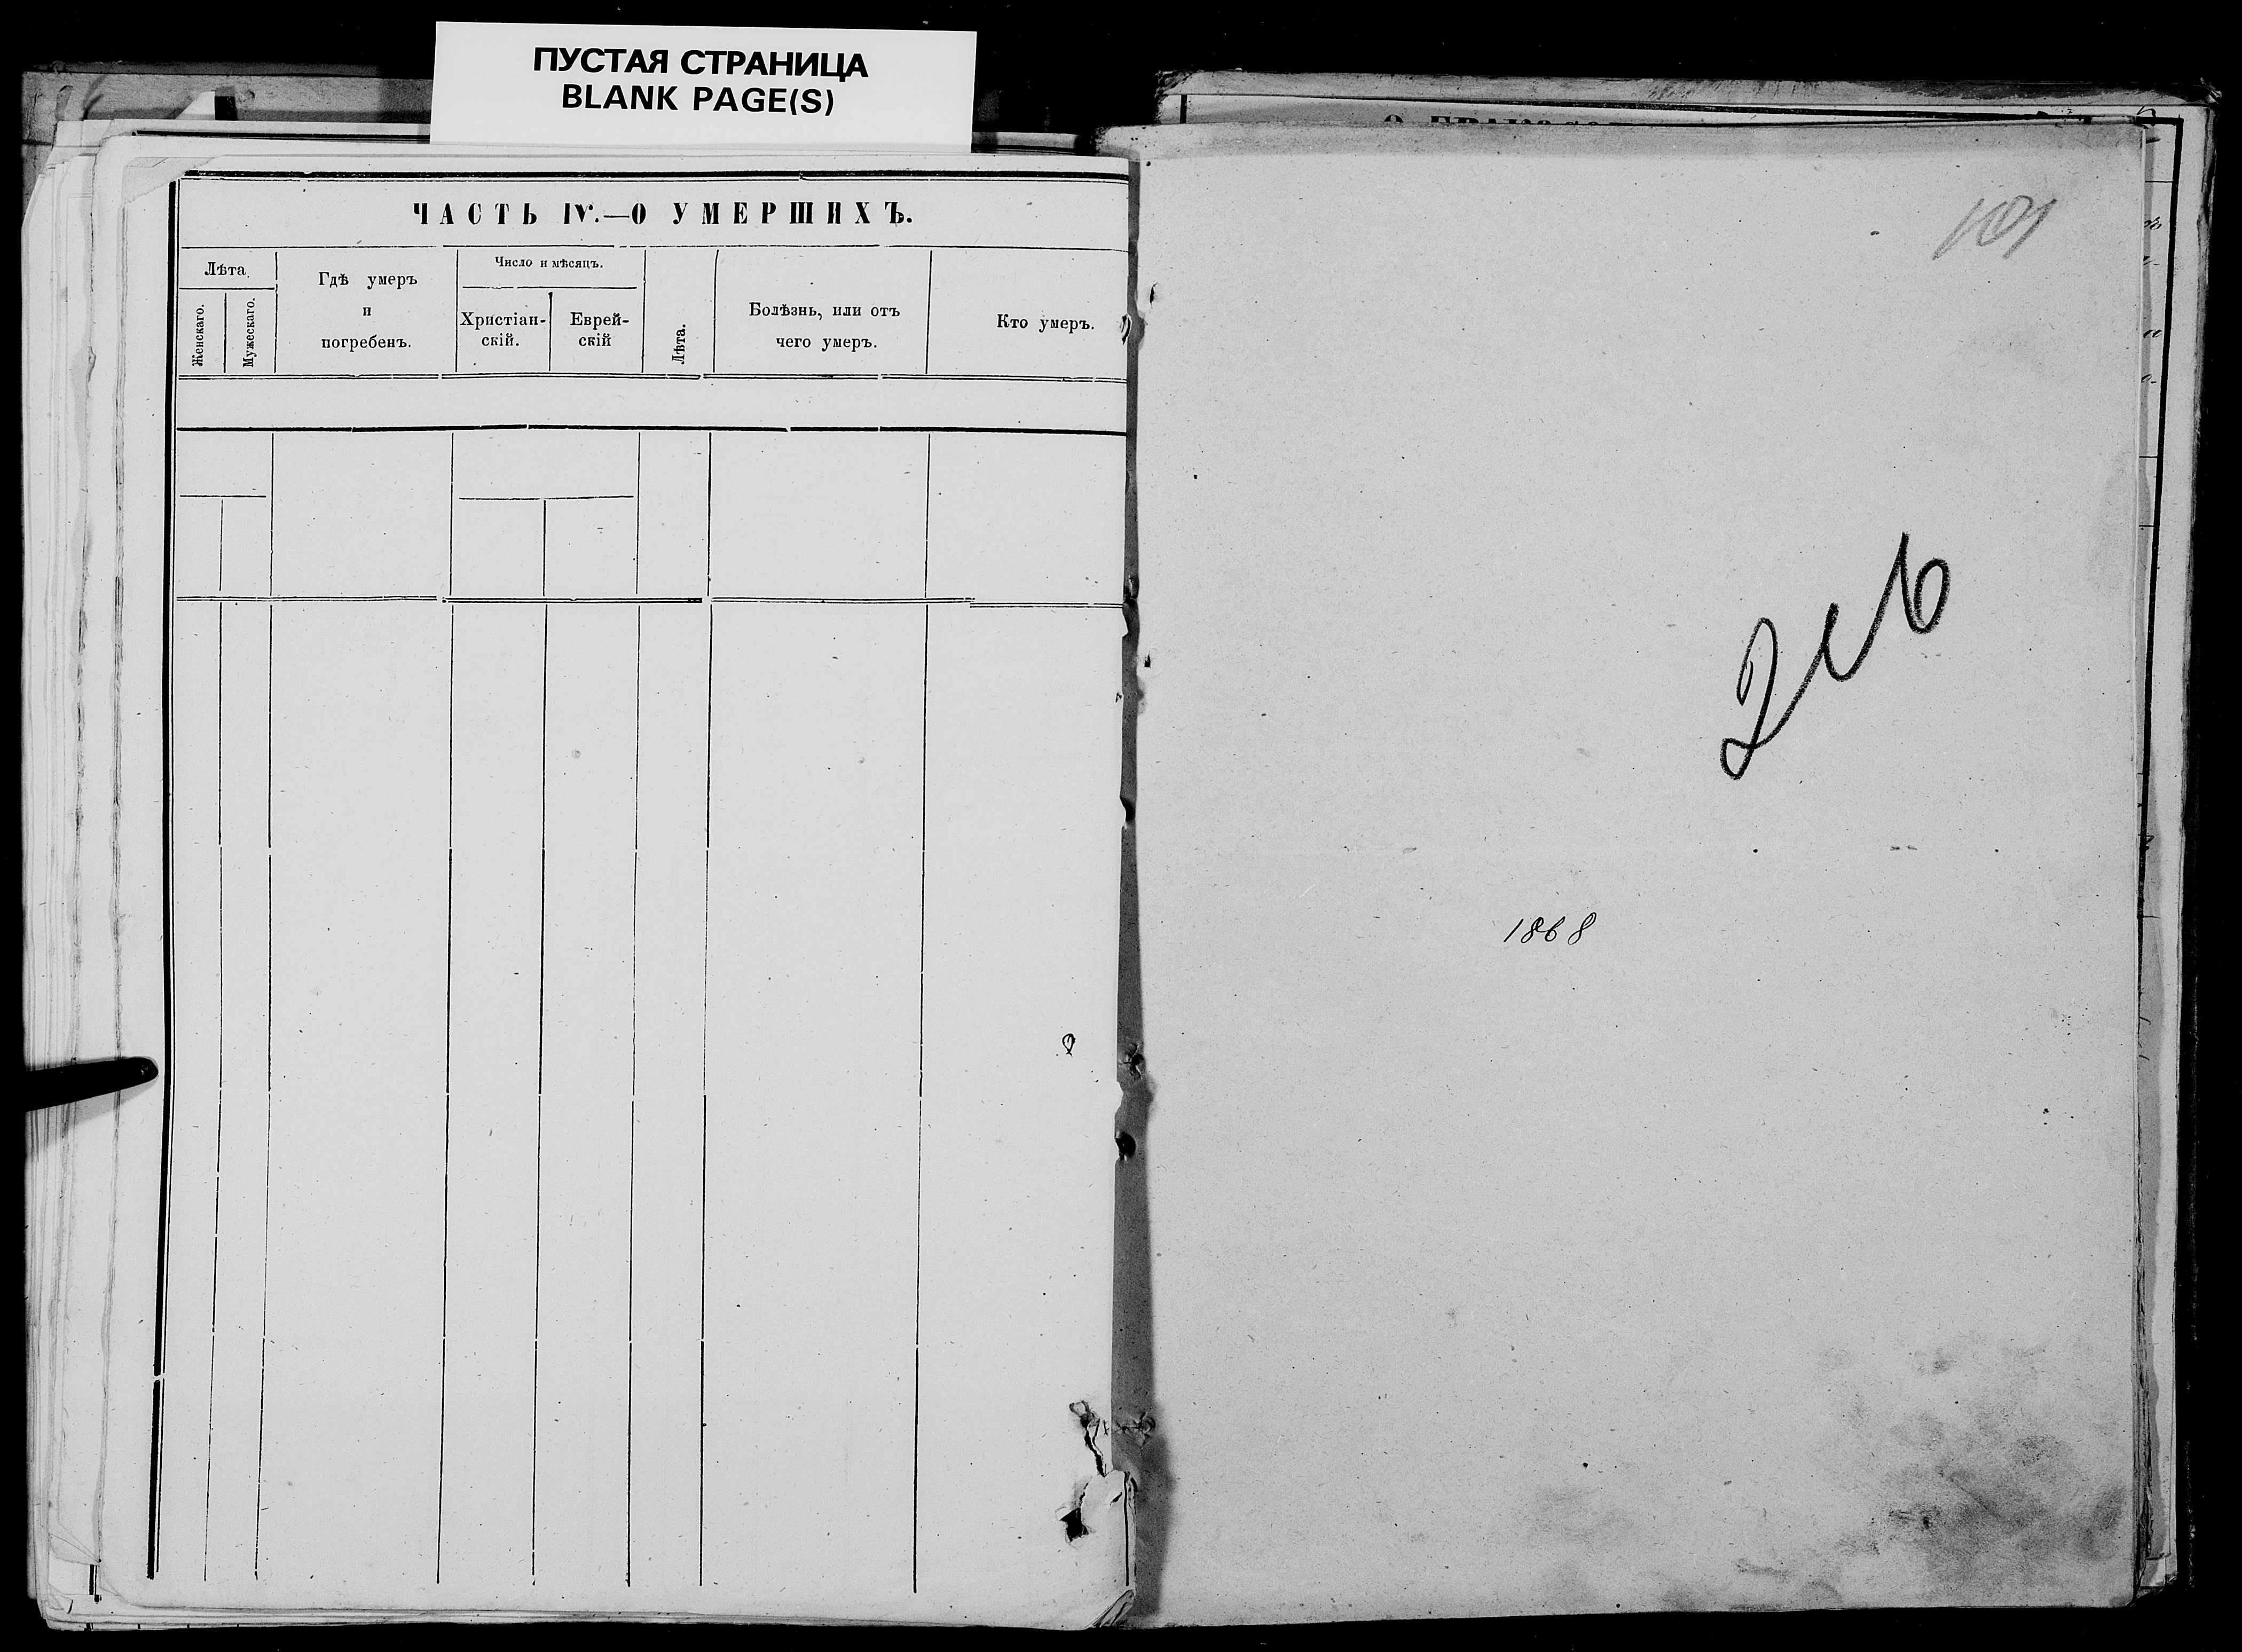 ПУСТАЯ СТРАНИЦА
BLANK PAGE(S)
ЧАСТЬ IV.—О УМЕРШИХЪ.
Лѣта.
Женскаго.
Мужескаго.
Гдѣ умеръ
и
погребенъ.
Число и мѣсяцъ.
Христіан-
скій.
Еврей-
скій
Лѣта.
Болѣзнь, или отъ
чего умеръ.
Кто умеръ.
101
1868